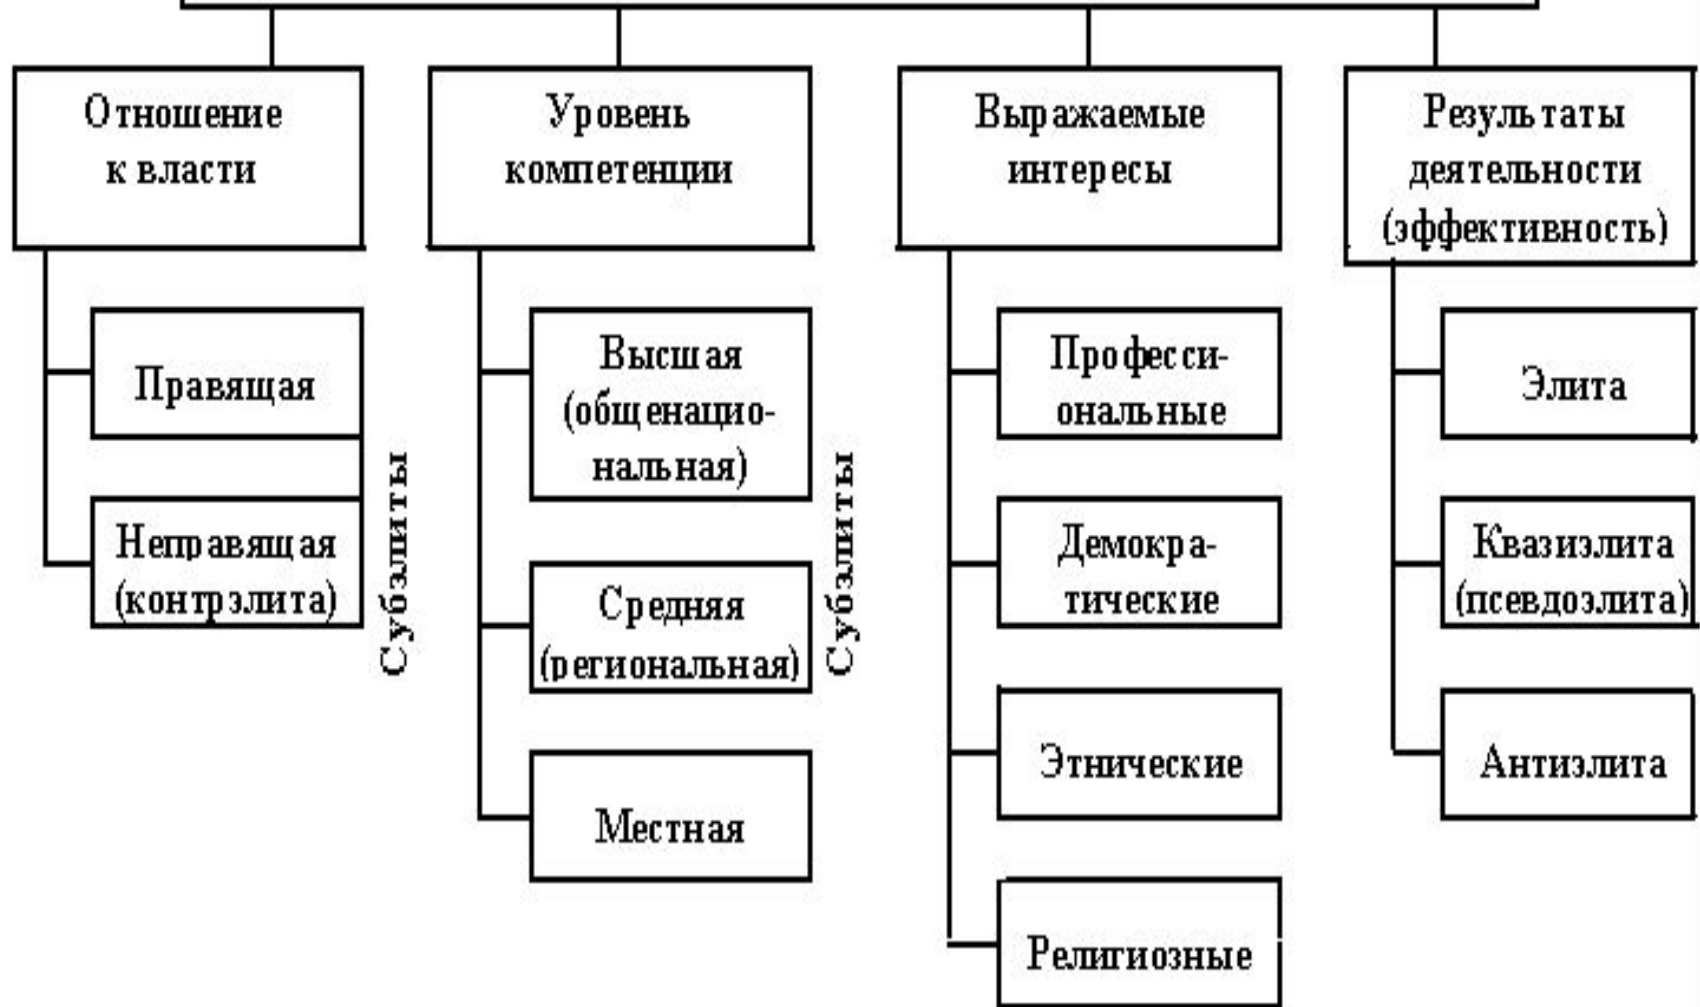 Отношение
к власти
Правящая
Неправящая
(контрэлита)
Субэлиты
Уровень
компетенции
Высшая
(общенацио-
нальная)
Средняя
(региональная)
Местная
Субэлиты
Выражаемые
интересы
Професси-
ональные
Демокра-
тические
Этнические
Религиозные
Результаты
деятельности
(эффективность)
Элита
Квазиэлита
(псевдоэлита)
Антиэлита